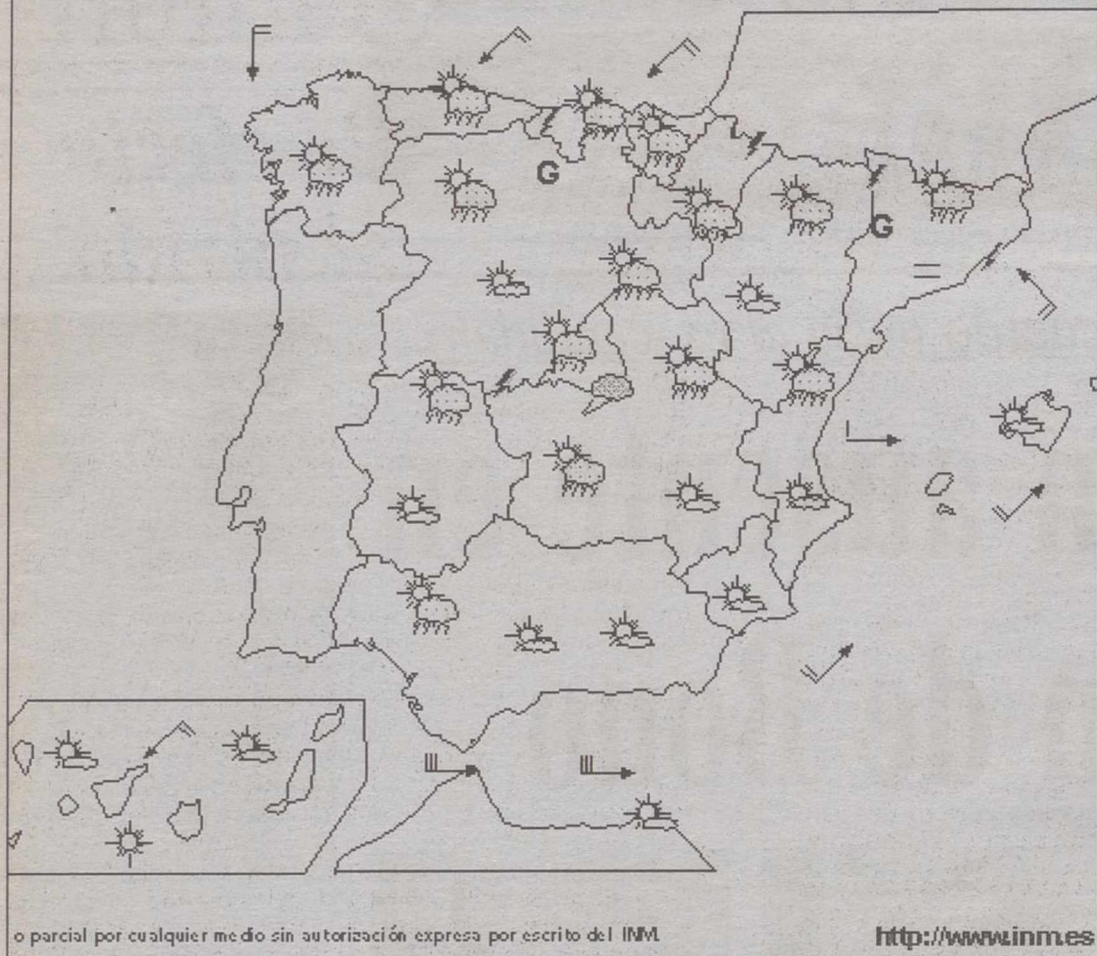 G
G
o parcial por cualquier medio sin autorización expresa por escrito del INM.
http://www.inm.es